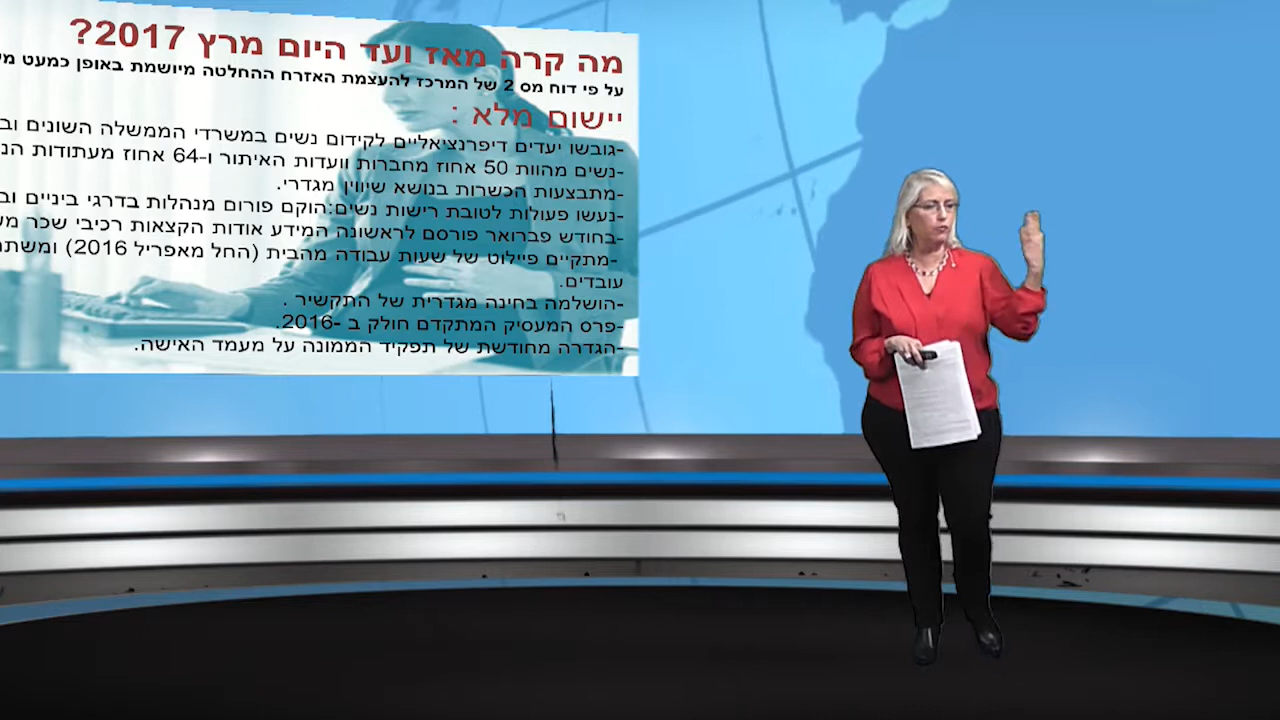 מה קרה מאז ועד היום מרץ 2017?
על פי דוח מס 2 של המרכז להעצמת האזרח ההחלטה מיושמת באופן כמעט
יישום מלא :
-גובשו יעדים דיפרנציאליים לקידום נשים במשרדי הממשלה השונים
-נשים מהוות 50 אחוז מחברות וועדות האיתור ו-64 אחוז מעתודות
-מתבצעות הכשרות בנושא שיוויון מגדרי.
-נעשו פעולות לטובת רישות נשים:הוקם פורום מנהלות בדרגי ביניים
-בחודש פברואר פורסם לראשונה המידע אודות הקצאות רכיבי שכר
-מתקיים פיילוט של שעות עבודה מהבית (החל מאפריל 2016)
עובדים.
-הושלמה בחינה מגדרית של התקשיר .
-פרס המעסיק המתקדם חולק ב -2016.
-הגדרה מחודשת של תפקיד הממונה על מעמד האישה.